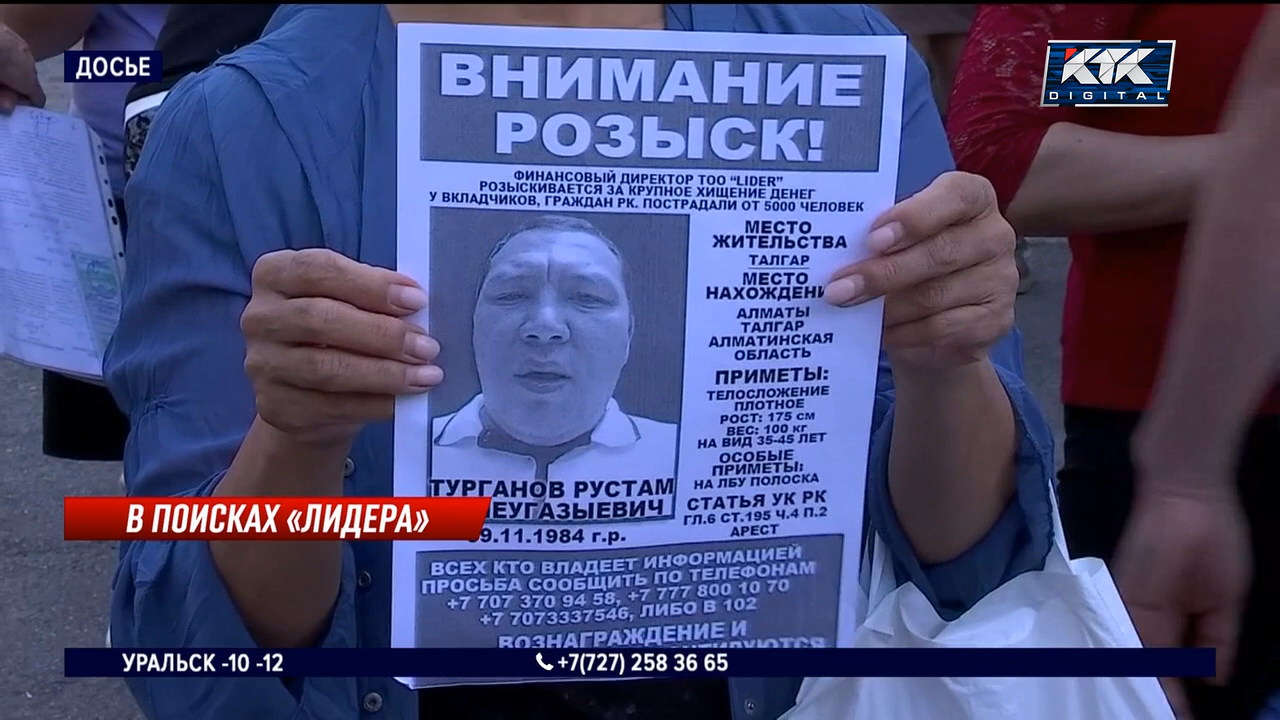 ДОСЬЕ
КТК
DIGITAL
ВНИМАНИЕ
РОЗЫСК!
ФИНАНСОВЫЙ ДИРЕКТОР ТОО "LIDER"
РОЗЫСКИВАЕТСЯ ЗА КРУПНОЕ ХИЩЕНИЕ ДЕНЕГ
У ВКЛАДЧИКОВ, ГРАЖДАН РК. ПОСТРАДАЛИ ОТ 5000 ЧЕЛОВЕК
МЕСТО
ЖИТЕЛЬСТВА
ТАЛГАР
МЕСТО
НАХОЖДЕНИ
АЛМАТЫ
ТАЛГАР
АЛМАТИНСКАЯ
ОБЛАСТЬ
ПРИМЕТЫ:
ТЕЛОСЛОЖЕНИЕ
ПЛОТНОЕ
РОСТ: 175 см
ВЕС: 100 кг
НА ВИД 35-45 ЛЕТ
ОСОБЫЕ
ПРИМЕТЫ:
НА ЛБУ ПОЛОСКА
СТАТЬЯ УК РК
ГЛ.6 СТ.195 Ч.4 П.2
АРЕСТ
ТУРГАНОВ РУСТАМ
ЕУГАЗЫЕВИЧ
9.11.1984 г.р.
ВСЕХ КТО ВЛАДЕЕТ ИНФОРМАЦИЕЙ
ПРОСЬБА СООБЩИТЬ ПО ТЕЛЕФОНАМ
+7 707 370 94 58, +7 777 800 10 70
+7 7073337546, ЛИБО В 102
ВОЗНАГРАЖДЕНИЕ И
В ПОИСКАХ «ЛИДЕРА»
УРАЛЬСК -10 -12
+7(727) 258 36 65